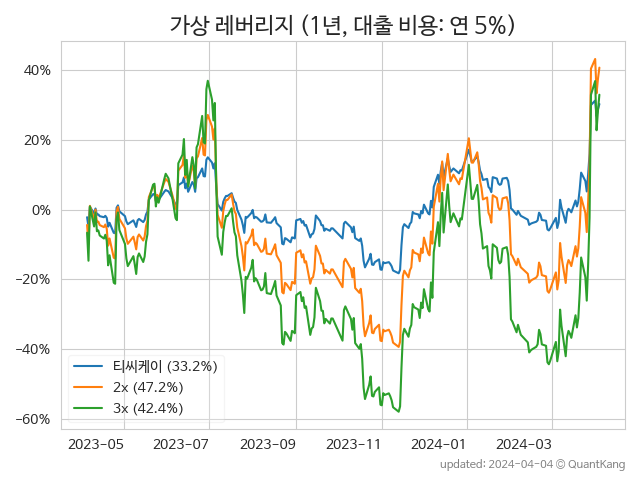 가상 레버리지 (1년, 대출 비용: 연 5%)
40%
20%
0%
−20%
−40%
−60%
티씨케이 (33.2%)
2x (47.2%)
3x (42.4%)
2023−05 2023−07 2023−09 2023−11 2024−01 2024−03
updated: 2024-04-04 © QuantKang